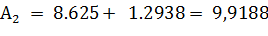 A₂ = 8.625 + 1.2938 = 9,9188